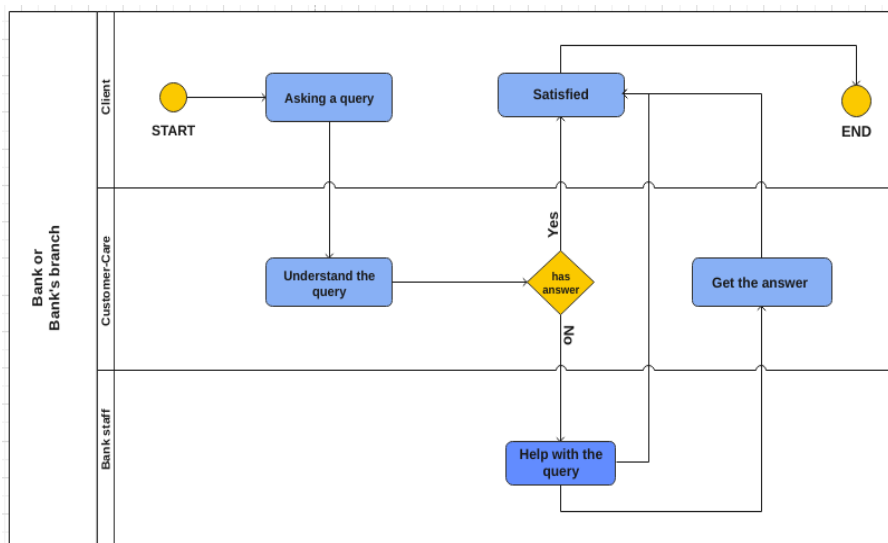 Bank or
Bank's branch
Client
START
Asking a query
Satisfied
END
Customer-Care
Understand the
query
Yes
has
answer
No
Get the answer
Bank staff
Help with the
query